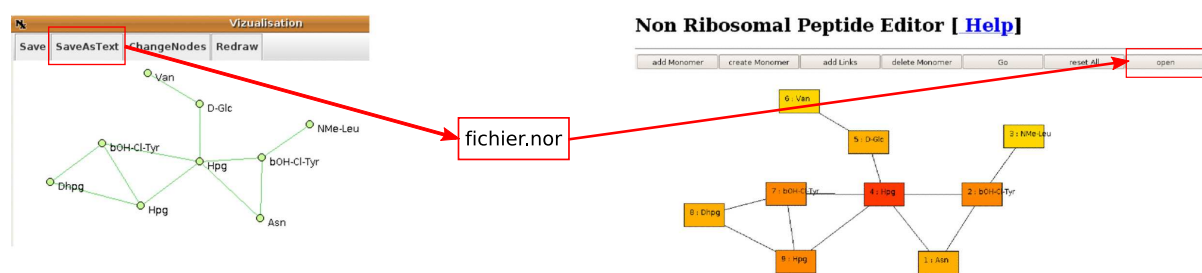 Vizualisation
Save SaveAsText ChangeNodes Redraw
Van
D-Glc
NMe-Leu
bOH-Cl-Tyr
Hpg
bOH-Cl-Tyr
Dhpg
Hpg
Asn
fichier.nor
Non Ribosomal Peptide Editor [ Help]
add Monomer create Monomer add Links delete Monomer Go reset All open
6 : Van
5 : D-Glc
3 : NMe-Leu
7 : bOH-Cl-Tyr
4 : Hpg
2 : bOH-Cl-Tyr
8 : Dhpg
1 : Asn